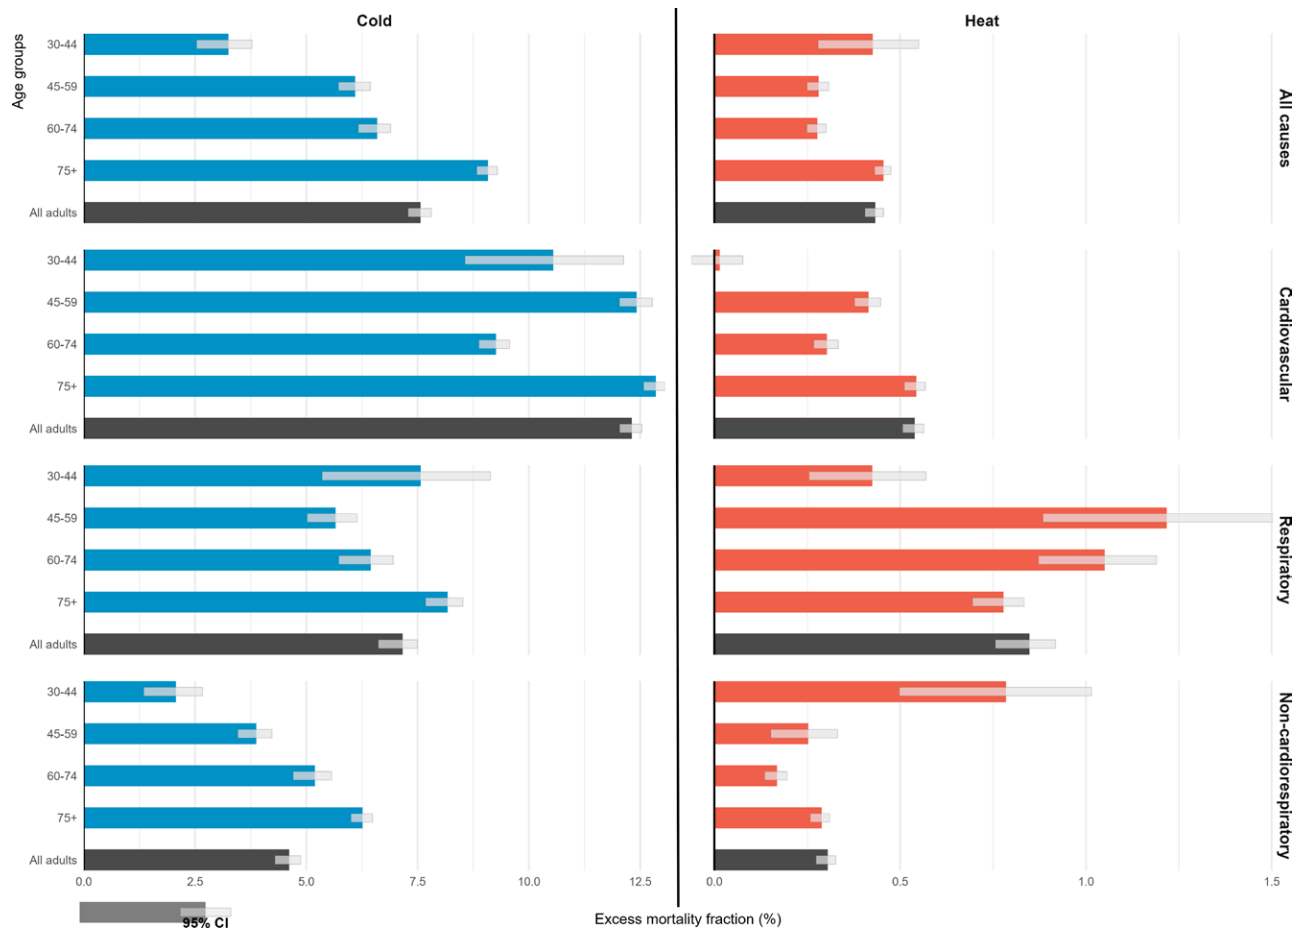 Cold
Heat
Age groups
30-44
45-59
60-74
75+
All adults
All causes
30-44
45-59
60-74
75+
All adults
Cardiovascular
30-44
45-59
60-74
75+
All adults
Respiratory
30-44
45-59
60-74
75+
All adults
Non-cardiorespiratory
0.0 2.5 5.0 7.5 10.0 12.5
0.0 0.5 1.0 1.5
95% CI
Excess mortality fraction (%)